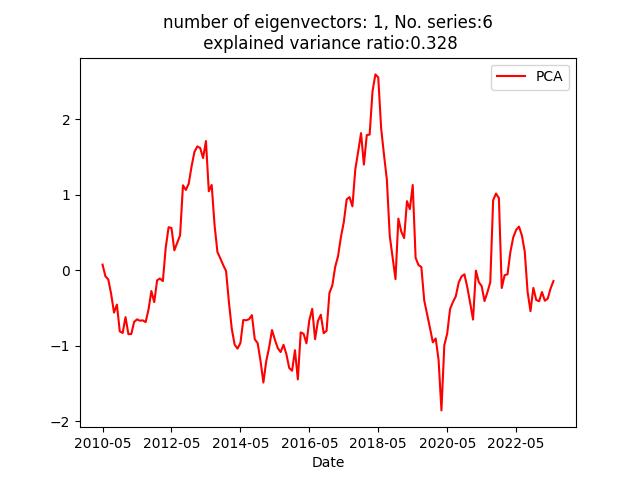 number of eigenvectors: 1, No. series:6
explained variance ratio:0.328
PCA
2
1
0
−1
−2
2010-05 2012-05 2014-05 2016-05 2018-05 2020-05 2022-05
Date